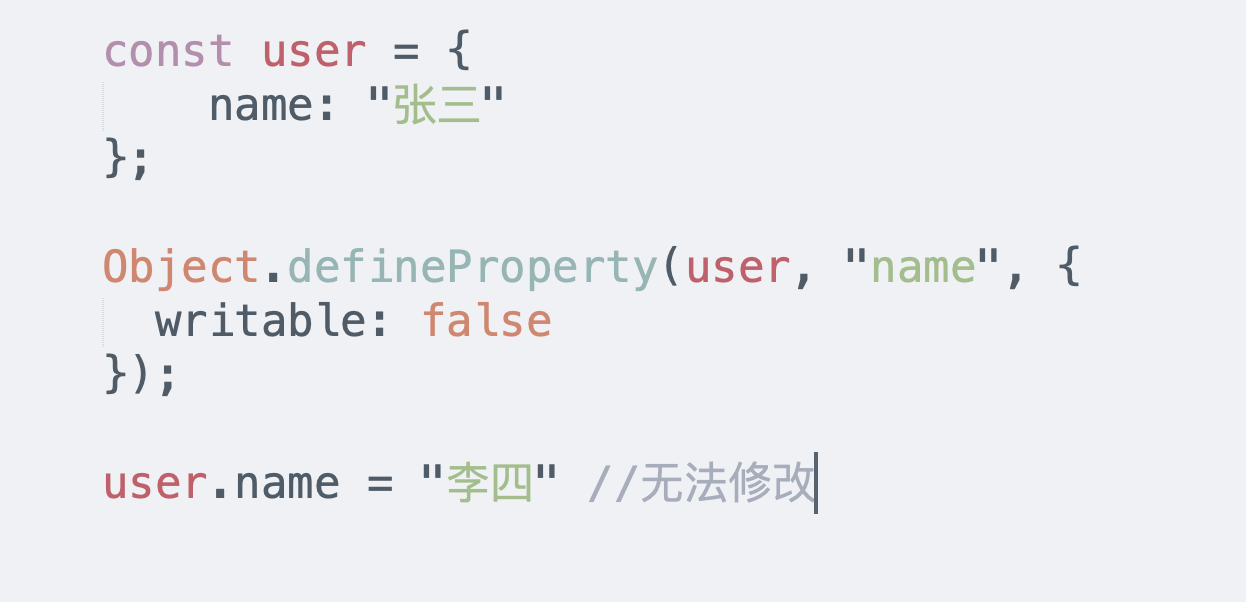 const user = {
    name: "张三"
};

Object.defineProperty(user, "name", {
  writable: false
});

user.name = "李四" //无法修改